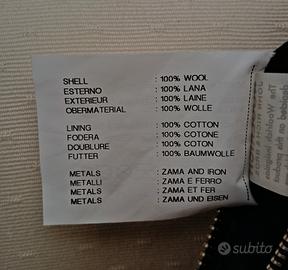 SHELL : 100% WOOL
ESTERNO : 100% LANA
EXTERIEUR : 100% LAINE
OBERMATERIAL : 100% WOLLE
LINING : 100% COTTON
FODERA : 100% COTONE
DOUBLURE : 100% COTON
FUTTER : 100% BAUMWOLLE
METALS : ZAMA AND IRON
METALLI : ZAMA E FERRO
METALS : ZAMA ET FER
METALS : ZAMA UND EISEN
subito